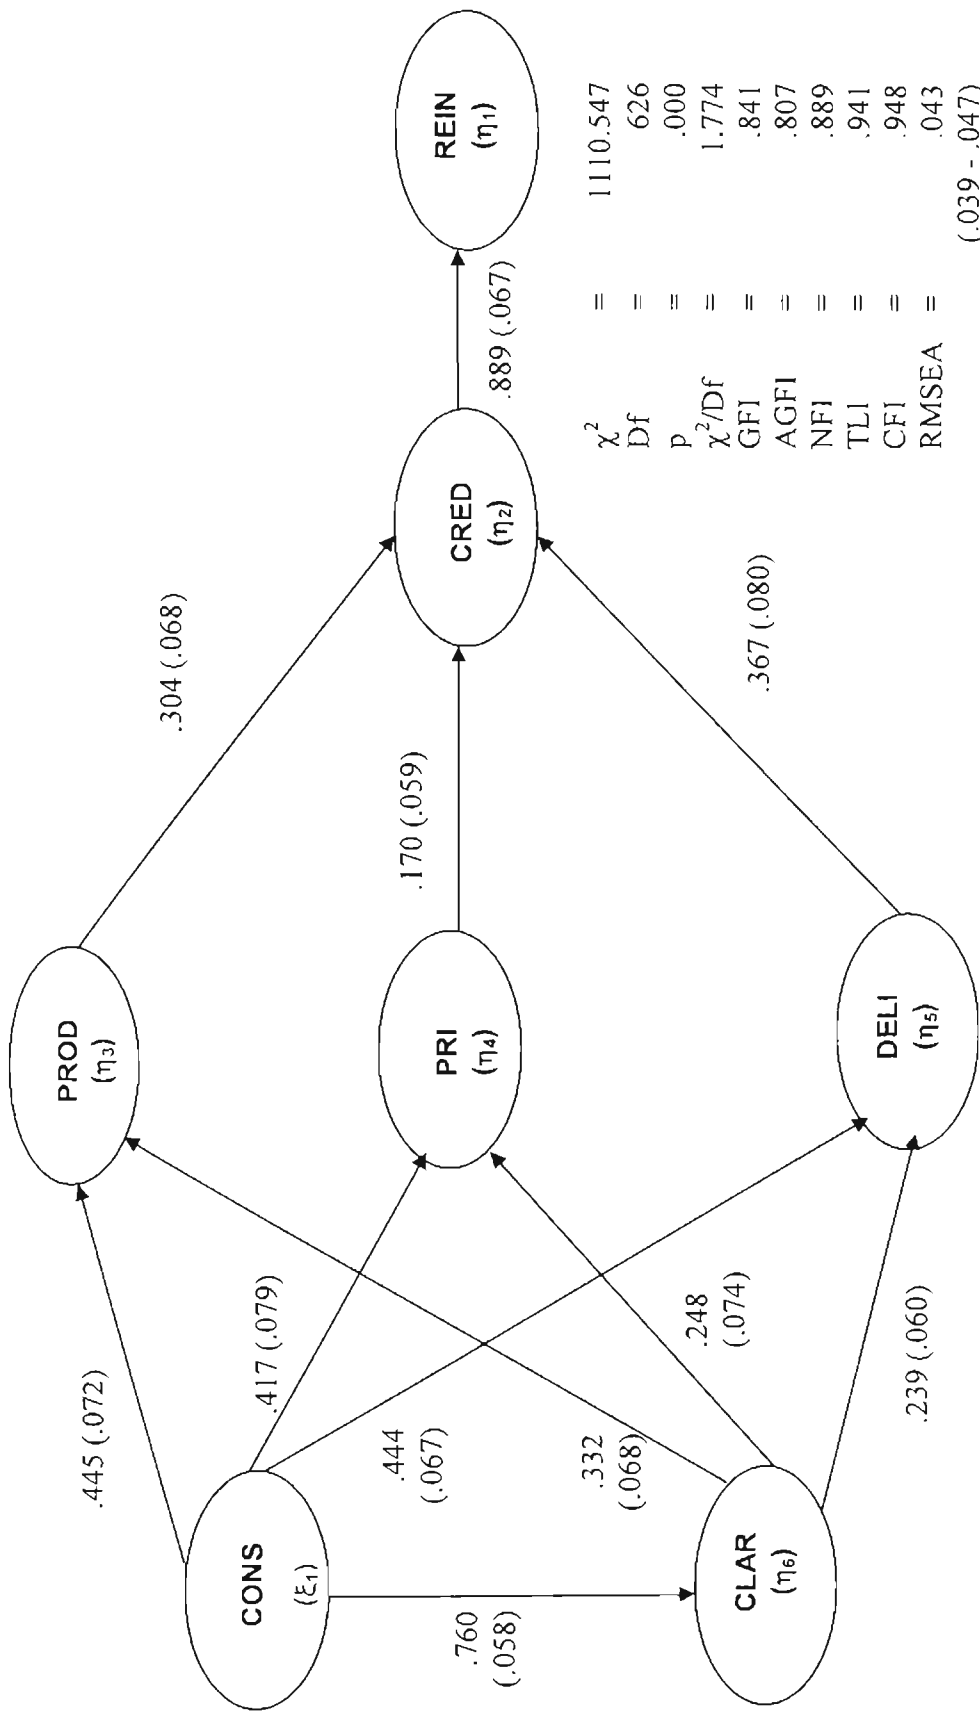 PROD
(η3)
.445 (.072)
.304 (.068)
CONS
(ξ1)
.417 (.079)
PRI
(η4)
.170 (.059)
CRED
(η2)
.889 (.067)
REIN
(η1)
.444
(.067)
.760
(.058)
.332
(.068)
.248
(.074)
.367 (.080)
CLAR
(η6)
.239 (.060)
DELI
(η5)
χ² = 1110.547
Df = 626
p = .000
χ²/Df = 1.774
GFI = .841
AGFI = .807
NFI = .889
TLI = .941
CFI = .948
RMSEA = .043
(.039 - .047)